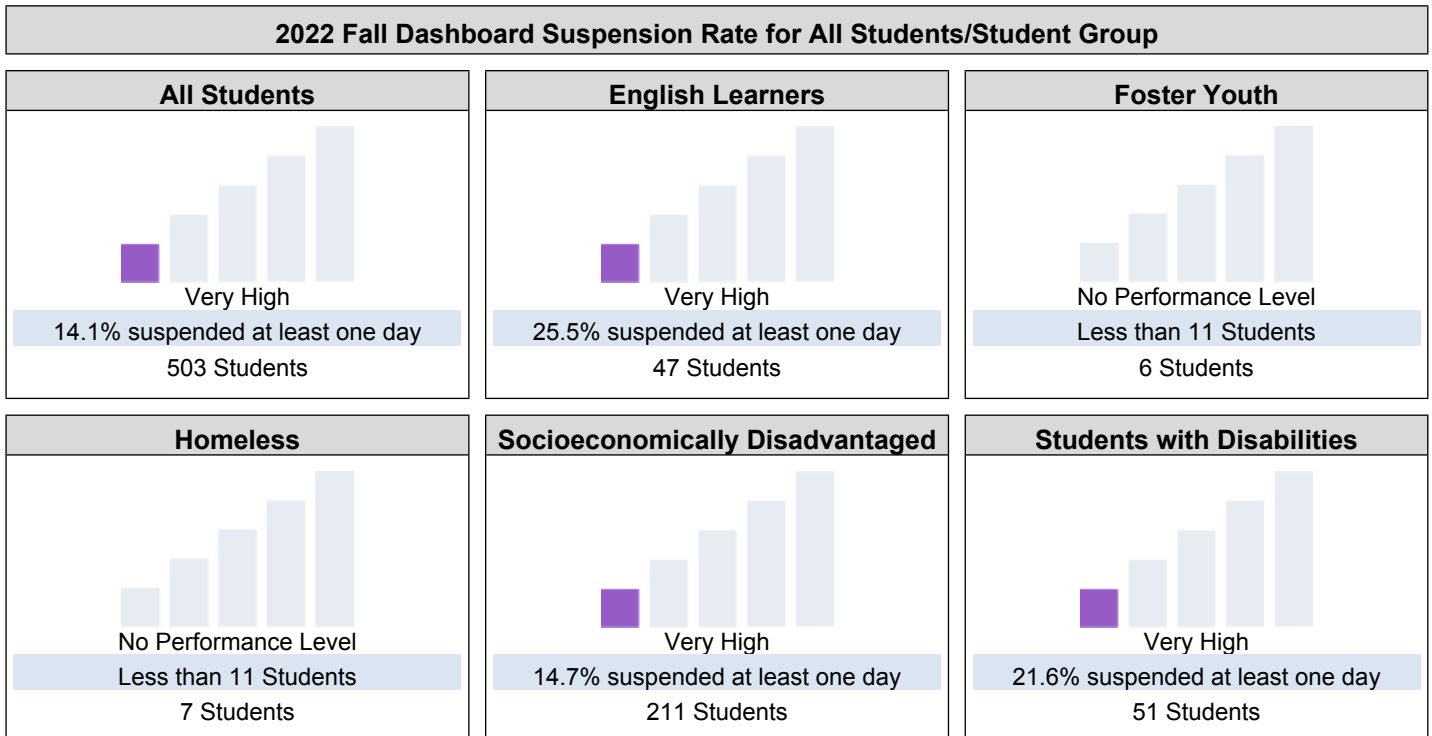 2022 Fall Dashboard Suspension Rate for All Students/Student Group
All Students
Very High
14.1% suspended at least one day
503 Students
English Learners
Very High
25.5% suspended at least one day
47 Students
Foster Youth
No Performance Level
Less than 11 Students
6 Students
Homeless
No Performance Level
Less than 11 Students
7 Students
Socioeconomically Disadvantaged
Very High
14.7% suspended at least one day
211 Students
Students with Disabilities
Very High
21.6% suspended at least one day
51 Students